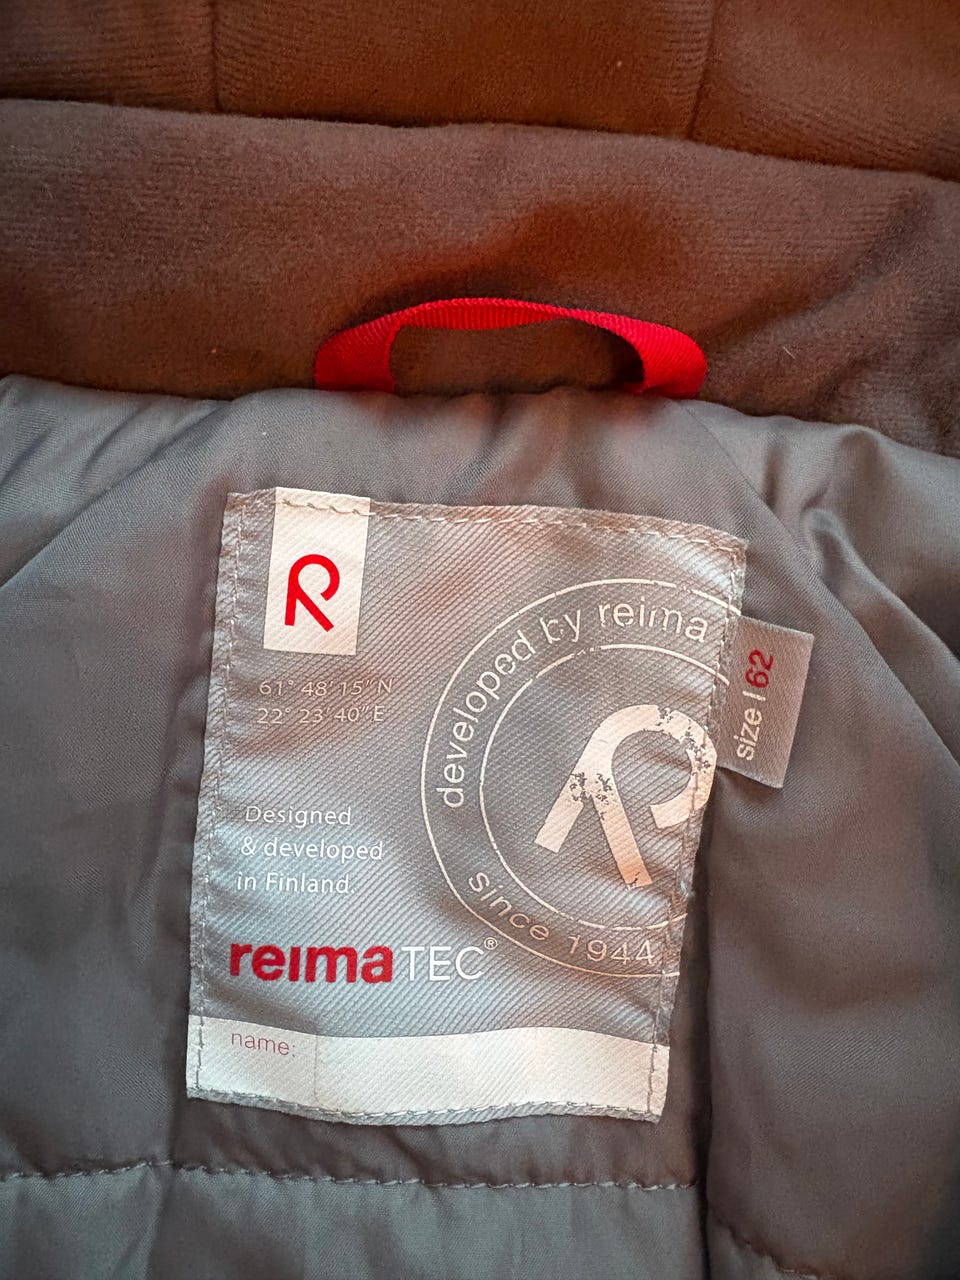 R
61° 48' 15" N
22° 23' 40" E
developed by reima
since 1944
size | 62
Designed
& developed
in Finland.
reimaTEC®
name: